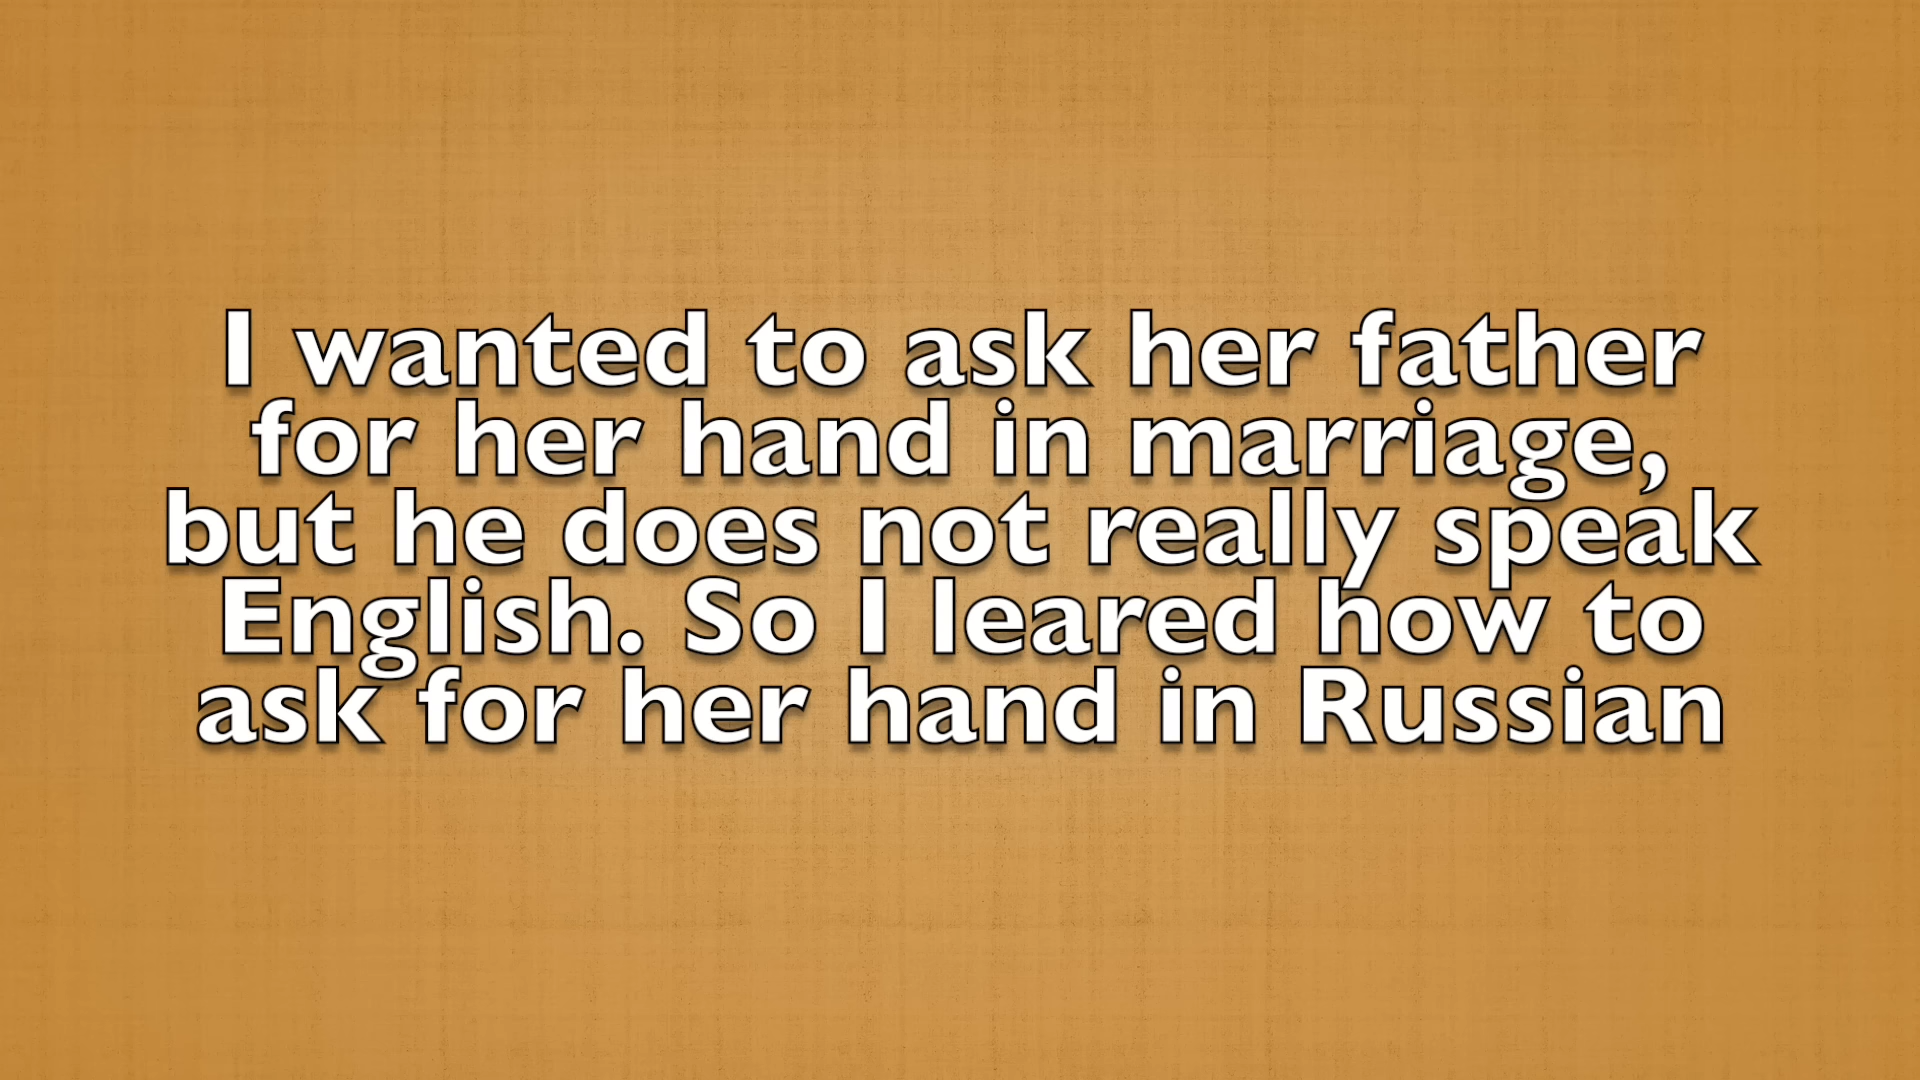 I wanted to ask her father
for her hand in marriage,
but he does not really speak
English. So I leared how to
ask for her hand in Russian